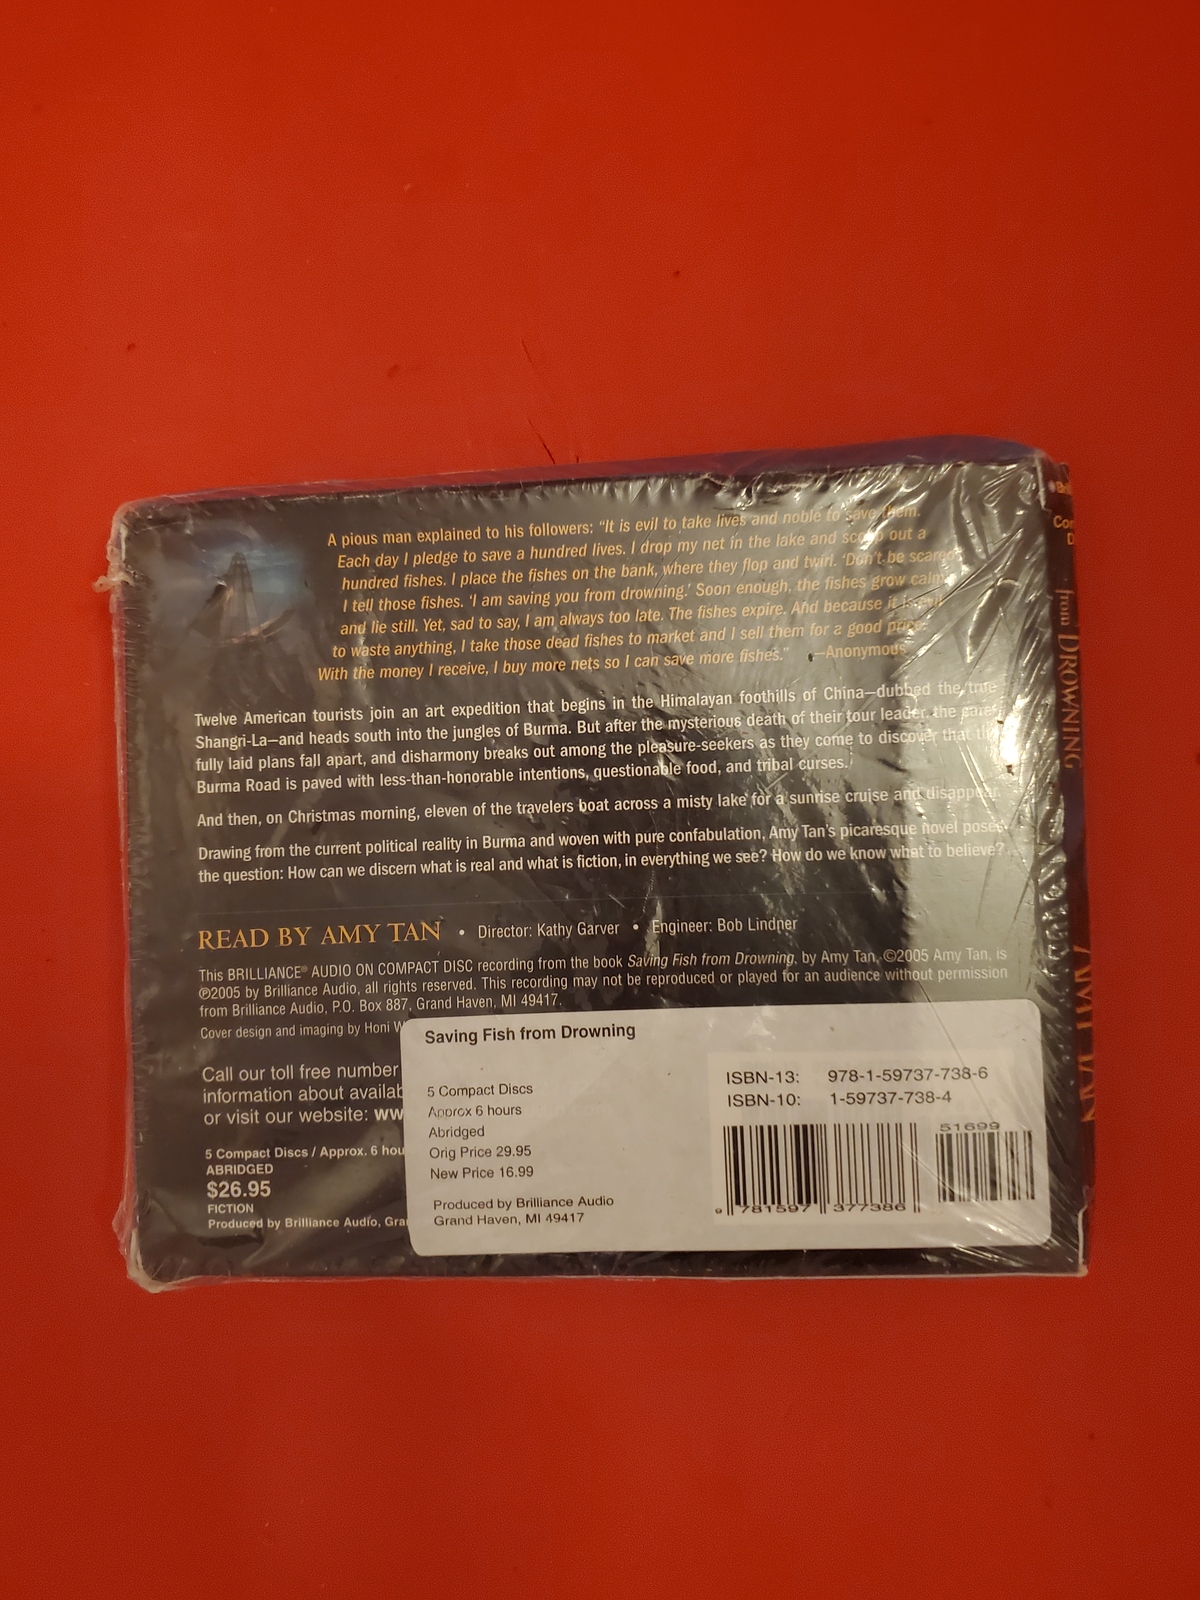 A pious man explained to his followers: “It is evil to take lives and noble to save them.
Each day I pledge to save a hundred lives. I drop my net in the lake and scoop out a
hundred fishes. I place the fishes on the bank, where they flop and twirl. ‘Don’t be scared,’
I tell those fishes. ‘I am saving you from drowning.’ Soon enough, the fishes grow calm
and lie still. Yet, sad to say, I am always too late. The fishes expire. And because it is evil
to waste anything, I take those dead fishes to market and I sell them for a good price.
With the money I receive, I buy more nets so I can save more fishes.” —Anonymous
Twelve American tourists join an art expedition that begins in the Himalayan foothills of China—dubbed the true
Shangri-La—and heads south into the jungles of Burma. But after the mysterious death of their tour leader, the care-
fully laid plans fall apart, and disharmony breaks out among the pleasure-seekers as they come to discover that the
Burma Road is paved with less-than-honorable intentions, questionable food, and tribal curses.
And then, on Christmas morning, eleven of the travelers boat across a misty lake for a sunrise cruise and disappear.
Drawing from the current political reality in Burma and woven with pure confabulation, Amy Tan’s picaresque novel poses
the question: How can we discern what is real and what is fiction, in everything we see? How do we know what to believe?
READ BY AMY TAN • Director: Kathy Garver • Engineer: Bob Lindner
This BRILLIANCE® AUDIO ON COMPACT DISC recording from the book Saving Fish from Drowning, by Amy Tan, ©2005 Amy Tan, is
℗2005 by Brilliance Audio, all rights reserved. This recording may not be reproduced or played for an audience without permission
from Brilliance Audio, P.O. Box 887, Grand Haven, MI 49417.
Cover design and imaging by Honi W
Call our toll free number
information about availab
or visit our website: ww
5 Compact Discs / Approx. 6 hou
ABRIDGED
$26.95
FICTION
Produced by Brilliance Audio, Gra
Saving Fish from Drowning
5 Compact Discs
Approx 6 hours
Abridged
Orig Price 29.95
New Price 16.99
Produced by Brilliance Audio
Grand Haven, MI 49417
ISBN-13: 978-1-59737-738-6
ISBN-10: 1-59737-738-4
51699
9 781597 377386
from DROWNING
AMY TAN